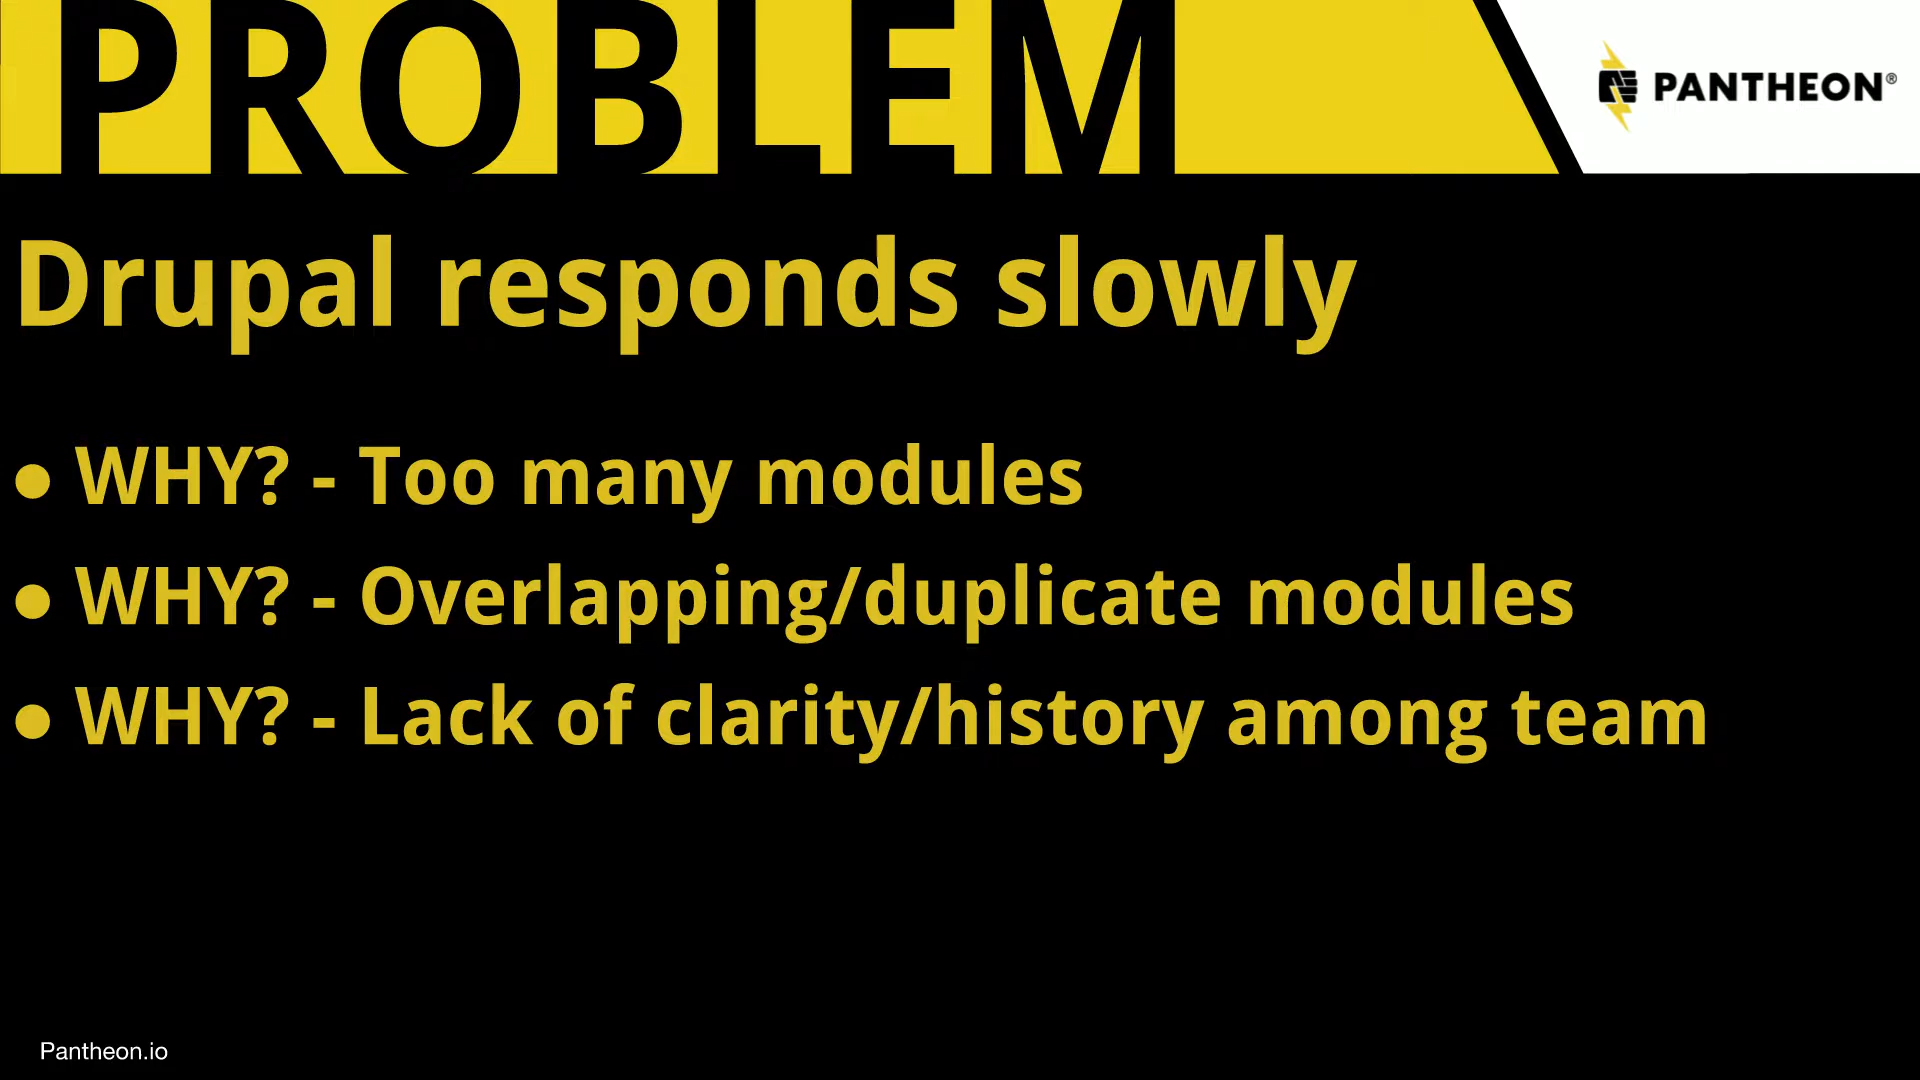 PROBLEM
PANTHEON®
Drupal responds slowly
• WHY? - Too many modules
• WHY? - Overlapping/duplicate modules
• WHY? - Lack of clarity/history among team
Pantheon.io